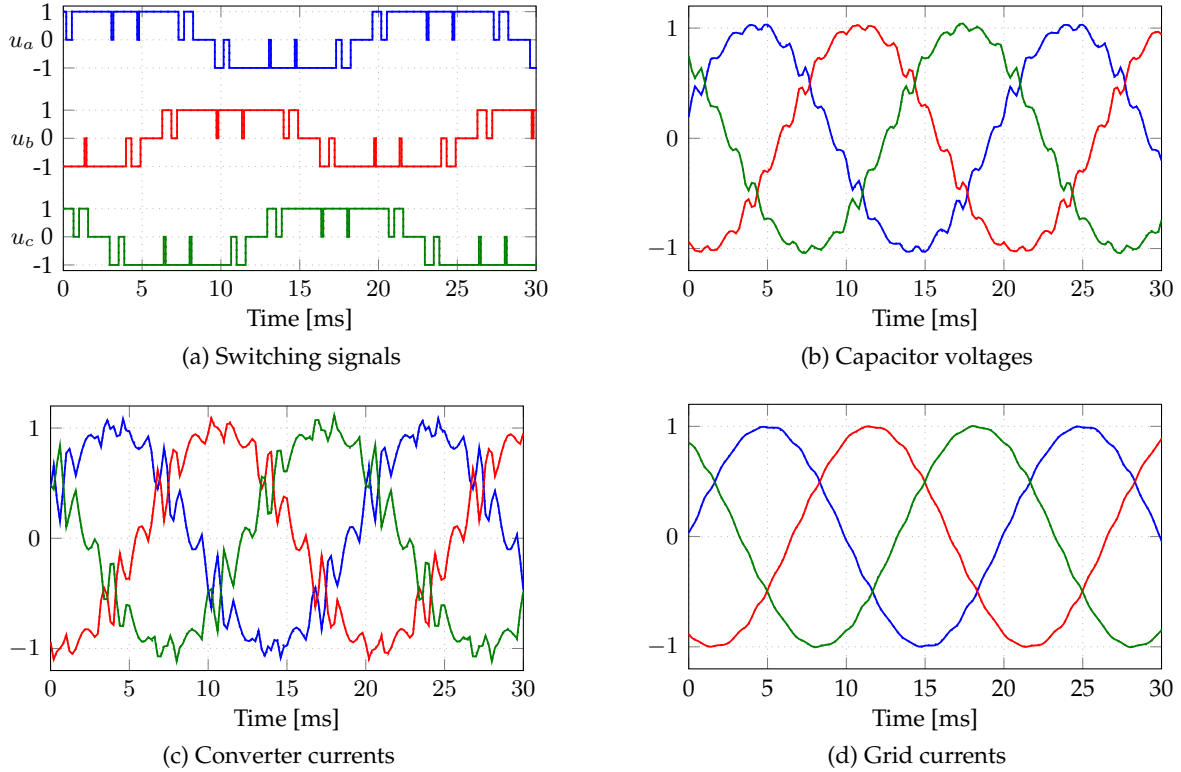 1
u_a 0
-1
1
u_b 0
-1
1
u_c 0
-1
0 5 10 15 20 25 30
Time [ms]
(a) Switching signals
1
0
−1
0 5 10 15 20 25 30
Time [ms]
(b) Capacitor voltages
1
0
−1
0 5 10 15 20 25 30
Time [ms]
(c) Converter currents
1
0
−1
0 5 10 15 20 25 30
Time [ms]
(d) Grid currents